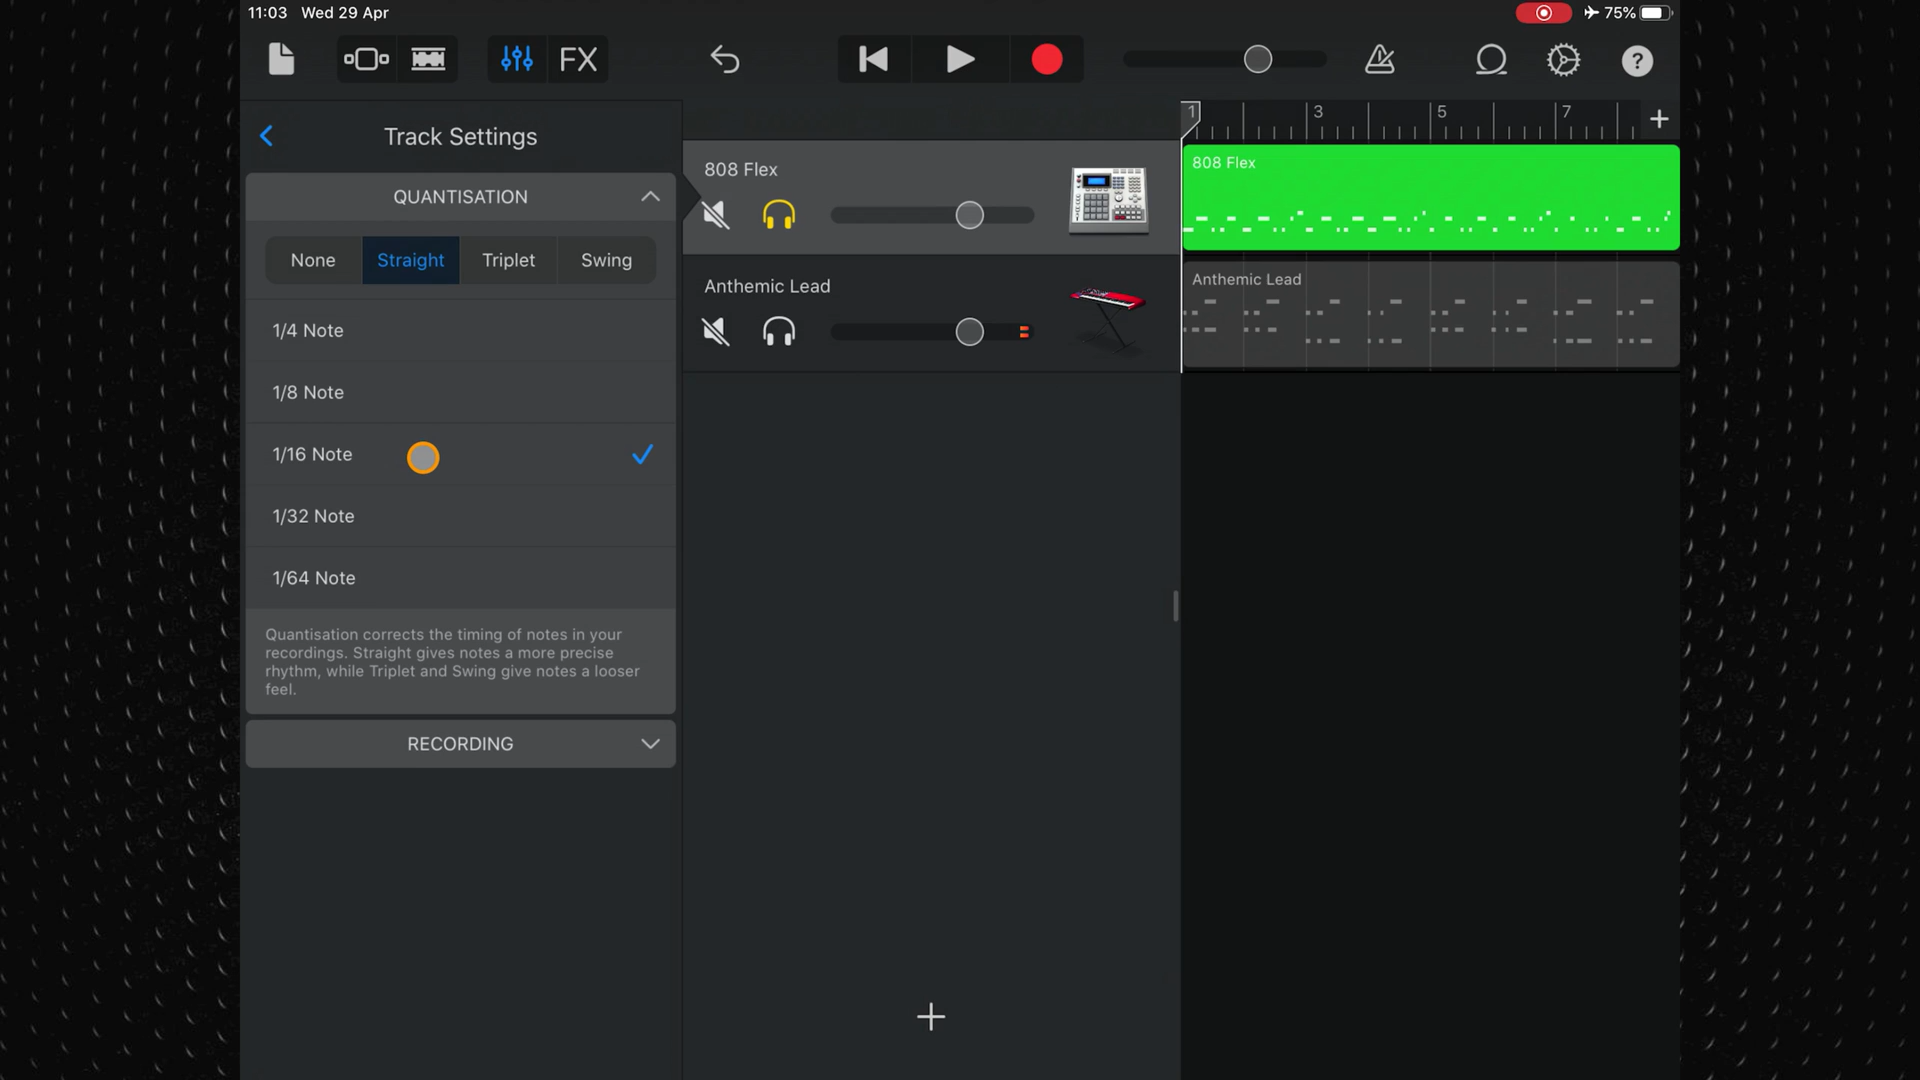 11:03 Wed 29 Apr
75%
FX
?
Track Settings
QUANTISATION
None Straight Triplet Swing
1/4 Note
1/8 Note
1/16 Note
1/32 Note
1/64 Note
Quantisation corrects the timing of notes in your
recordings. Straight gives notes a more precise
rhythm, while Triplet and Swing give notes a looser
feel.
RECORDING
808 Flex
Anthemic Lead
1 3 5 7
808 Flex
Anthemic Lead